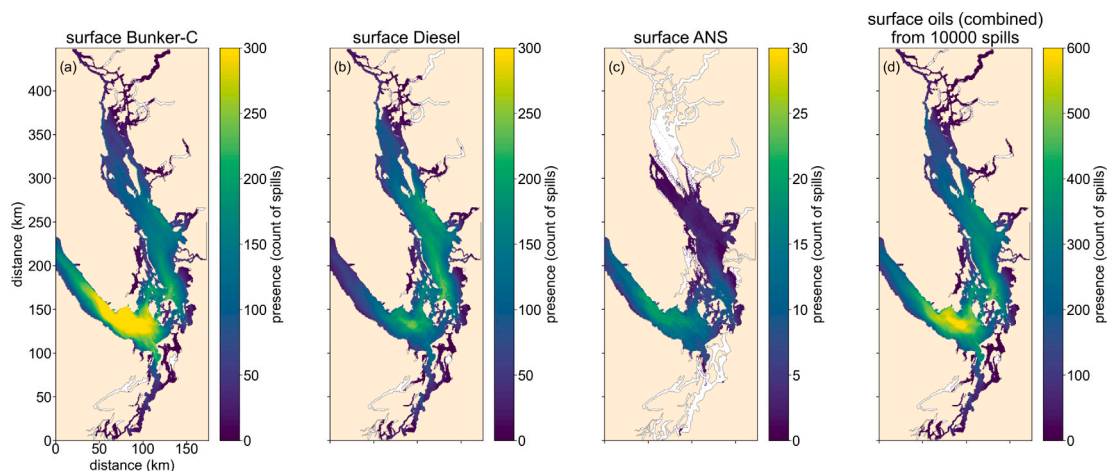 surface Bunker-C
surface Diesel
surface ANS
surface oils (combined)
from 10000 spills
(a)
400
350
300
250
200
150
100
50
0
distance (km)
0 50 100 150
distance (km)
300
250
200
150
100
50
0
presence (count of spills)
(b)
300
250
200
150
100
50
0
presence (count of spills)
(c)
30
25
20
15
10
5
0
presence (count of spills)
(d)
600
500
400
300
200
100
0
presence (count of spills)